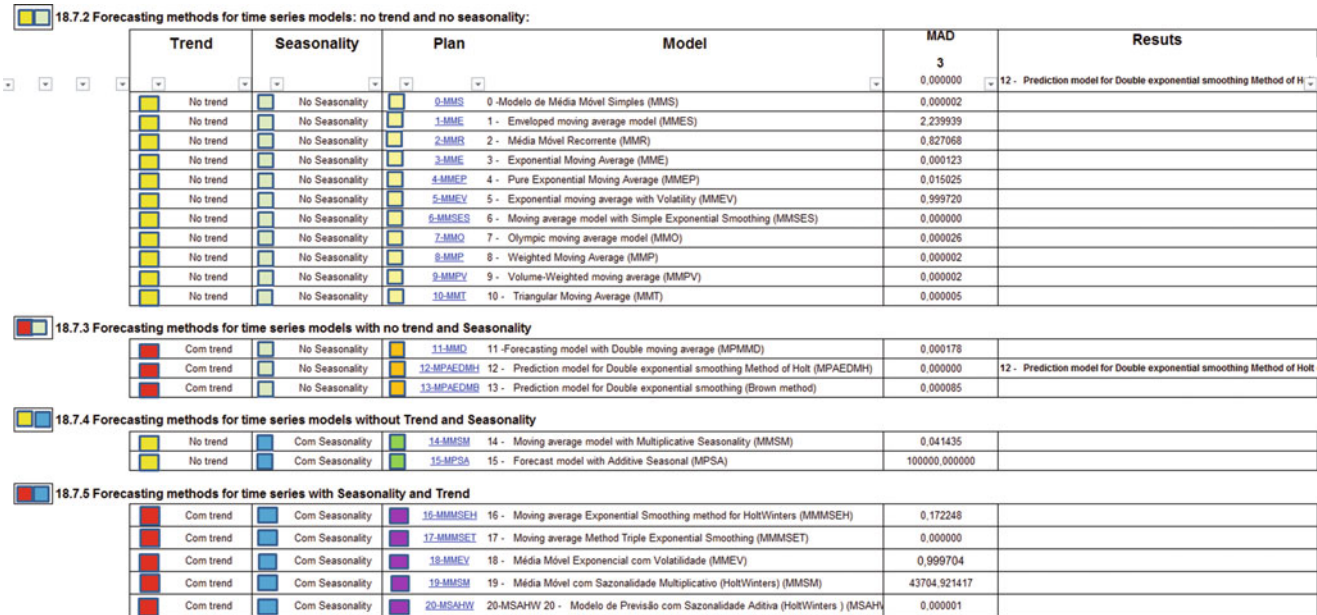 18.7.2 Forecasting methods for time series models: no trend and no seasonality:
Trend Seasonality Plan Model MAD Resuts
3
0,000000 12 - Prediction model for Double exponential smoothing Method of H
No trend No Seasonality 0-MMS 0 -Modelo de Média Móvel Simples (MMS) 0,000002
No trend No Seasonality 1-MME 1 - Enveloped moving average model (MMES) 2,239939
No trend No Seasonality 2-MMR 2 - Média Móvel Recorrente (MMR) 0,827068
No trend No Seasonality 3-MME 3 - Exponential Moving Average (MME) 0,000123
No trend No Seasonality 4-MMEP 4 - Pure Exponential Moving Average (MMEP) 0,015025
No trend No Seasonality 5-MMEV 5 - Exponential moving average with Volatility (MMEV) 0,999720
No trend No Seasonality 6-MMSES 6 - Moving average model with Simple Exponential Smoothing (MMSES) 0,000000
No trend No Seasonality 7-MMO 7 - Olympic moving average model (MMO) 0,000026
No trend No Seasonality 8-MMP 8 - Weighted Moving Average (MMP) 0,000002
No trend No Seasonality 9-MMPV 9 - Volume-Weighted moving average (MMPV) 0,000002
No trend No Seasonality 10-MMT 10 - Triangular Moving Average (MMT) 0,000005
18.7.3 Forecasting methods for time series models with no trend and Seasonality
Com trend No Seasonality 11-MMD 11 -Forecasting model with Double moving average (MPMMD) 0,000178
Com trend No Seasonality 12-MPAEDMH 12 - Prediction model for Double exponential smoothing Method of Holt (MPAEDMH) 0,000000 12 - Prediction model for Double exponential smoothing Method of Holt
Com trend No Seasonality 13-MPAEDMB 13 - Prediction model for Double exponential smoothing (Brown method) 0,000085
18.7.4 Forecasting methods for time series models without Trend and Seasonality
No trend Com Seasonality 14-MMSM 14 - Moving average model with Multiplicative Seasonality (MMSM) 0,041435
No trend Com Seasonality 15-MPSA 15 - Forecast model with Additive Seasonal (MPSA) 100000,000000
18.7.5 Forecasting methods for time series with Seasonality and Trend
Com trend Com Seasonality 16-MMMSEH 16 - Moving average Exponential Smoothing method for HoltWinters (MMMSEH) 0,172248
Com trend Com Seasonality 17-MMMSET 17 - Moving average Method Triple Exponential Smoothing (MMMSET) 0,000000
Com trend Com Seasonality 18-MMEV 18 - Média Móvel Exponencial com Volatilidade (MMEV) 0,999704
Com trend Com Seasonality 19-MMSM 19 - Média Móvel com Sazonalidade Multiplicativo (HoltWinters) (MMSM) 43704,921417
Com trend Com Seasonality 20-MSAHW 20-MSAHW 20 - Modelo de Previsão com Sazonalidade Aditiva (HoltWinters ) (MSAHW 0,000001